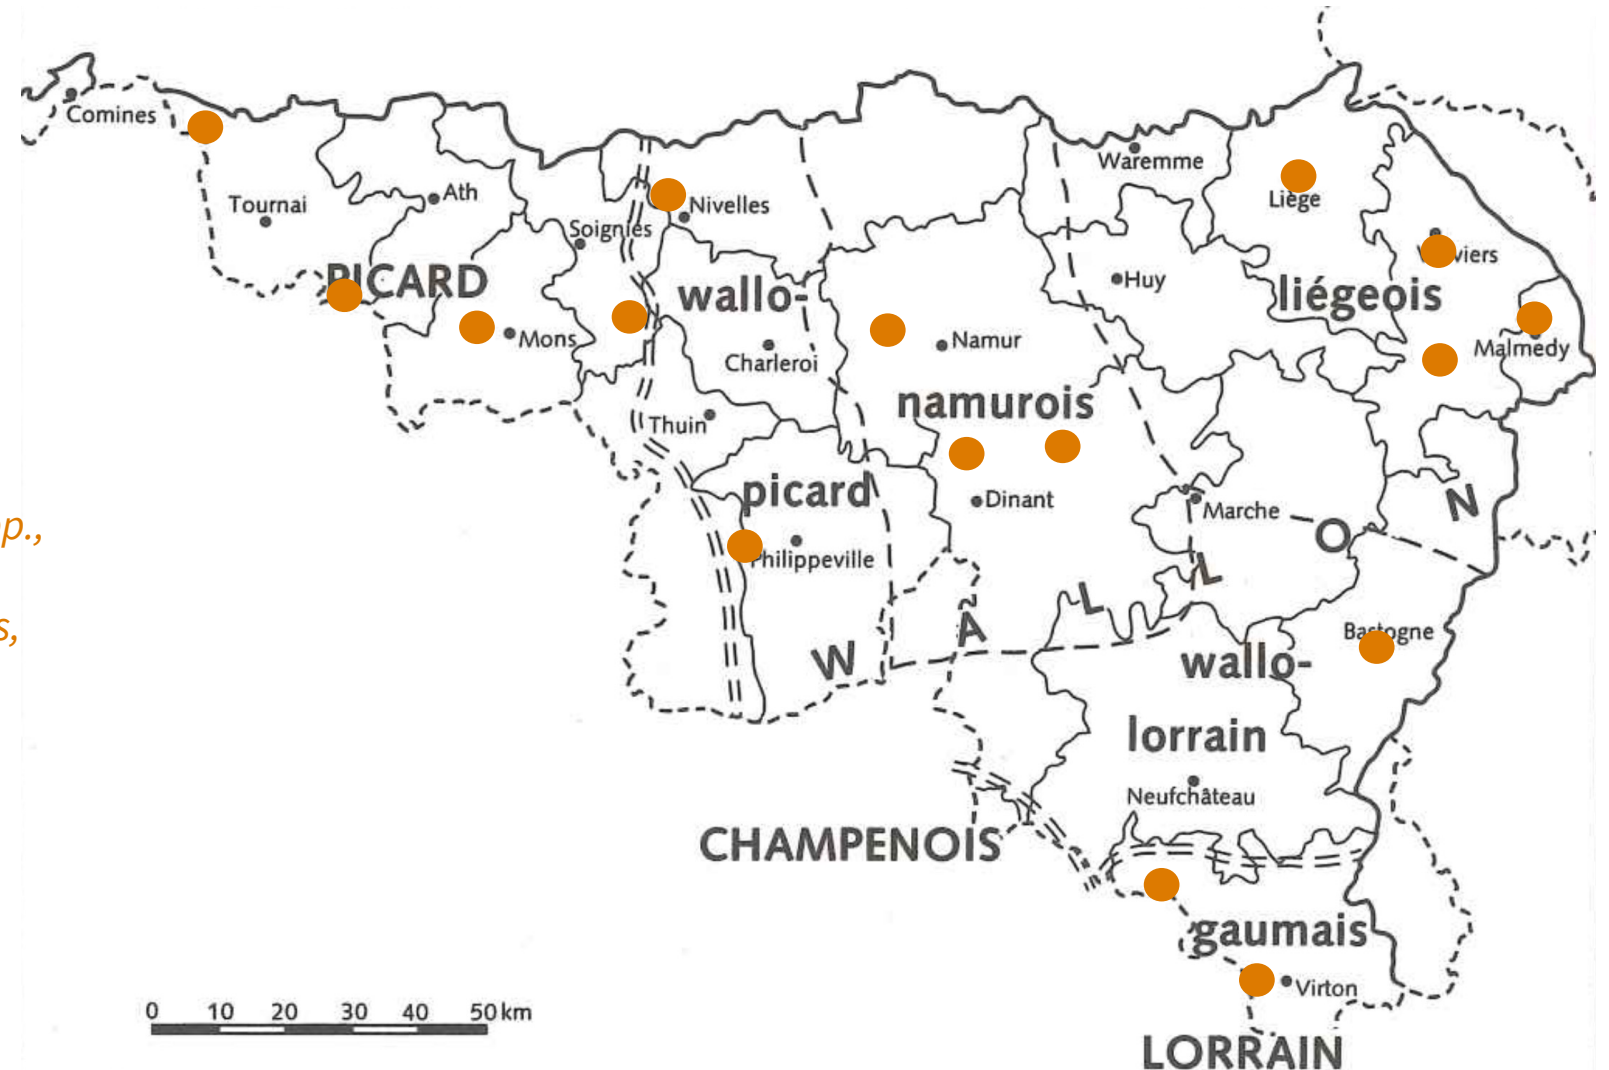 Comines
Waremme
Liège
Tournai
Ath
Nivelles
Soignies
viers
PICARD
wallo-
Huy
liégeois
Mons
Charleroi
Namur
Malmedy
namurois
Thuin
picard
Dinant
Marche
N
O
p.,
Philippeville
L
L
A
s,
W
Bastogne
wallo-
lorrain
Neufchâteau
CHAMPENOIS
gaumais
Virton
0 10 20 30 40 50 km
LORRAIN